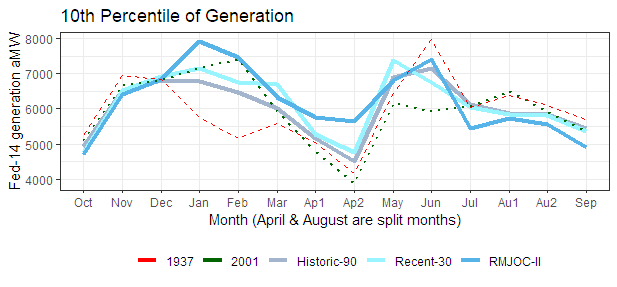 10th Percentile of Generation
Fed-14 generation aMW
8000
7000
6000
5000
4000
Oct Nov Dec Jan Feb Mar Ap1 Ap2 May Jun Jul Au1 Au2 Sep
Month (April & August are split months)
1937 2001 Historic-90 Recent-30 RMJOC-II